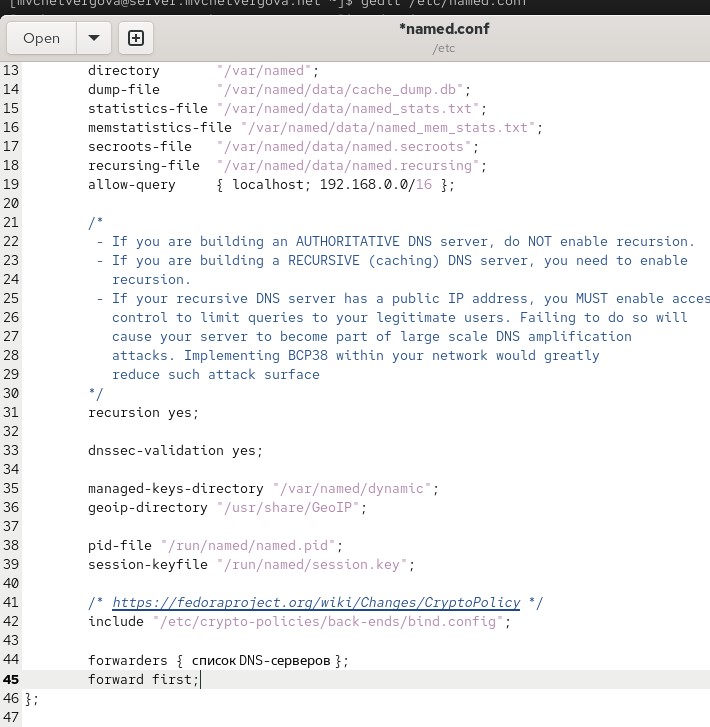 [mvchetvergova@server.mvchetvergova.net ~]$ gedit /etc/named.conf
Open
*named.conf
/etc
13 directory "/var/named";
14 dump-file "/var/named/data/cache_dump.db";
15 statistics-file "/var/named/data/named_stats.txt";
16 memstatistics-file "/var/named/data/named_mem_stats.txt";
17 secroots-file "/var/named/data/named.secroots";
18 recursing-file "/var/named/data/named.recursing";
19 allow-query { localhost; 192.168.0.0/16 };
20
21 /*
22 - If you are building an AUTHORITATIVE DNS server, do NOT enable recursion.
23 - If you are building a RECURSIVE (caching) DNS server, you need to enable
24 recursion.
25 - If your recursive DNS server has a public IP address, you MUST enable acces
26 control to limit queries to your legitimate users. Failing to do so will
27 cause your server to become part of large scale DNS amplification
28 attacks. Implementing BCP38 within your network would greatly
29 reduce such attack surface
30 */
31 recursion yes;
32
33 dnssec-validation yes;
34
35 managed-keys-directory "/var/named/dynamic";
36 geoip-directory "/usr/share/GeoIP";
37
38 pid-file "/run/named/named.pid";
39 session-keyfile "/run/named/session.key";
40
41 /* https://fedoraproject.org/wiki/Changes/CryptoPolicy */
42 include "/etc/crypto-policies/back-ends/bind.config";
43
44 forwarders { список DNS-серверов };
45 forward first;
46 };
47